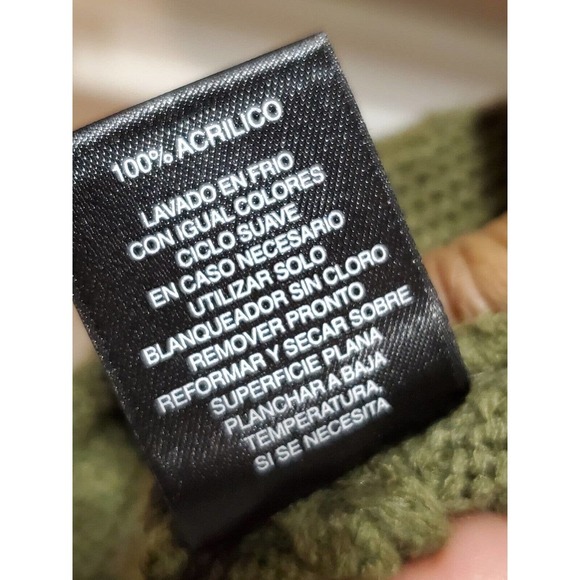 100% ACRILICO
LAVADO EN FRIO
CON IGUAL COLORES
CICLO SUAVE
EN CASO NECESARIO
UTILIZAR SOLO
BLANQUEADOR SIN CLORO
REMOVER PRONTO
REFORMAR Y SECAR SOBRE
SUPERFICIE PLANA
PLANCHAR A BAJA
TEMPERATURA.
SI SE NECESITA